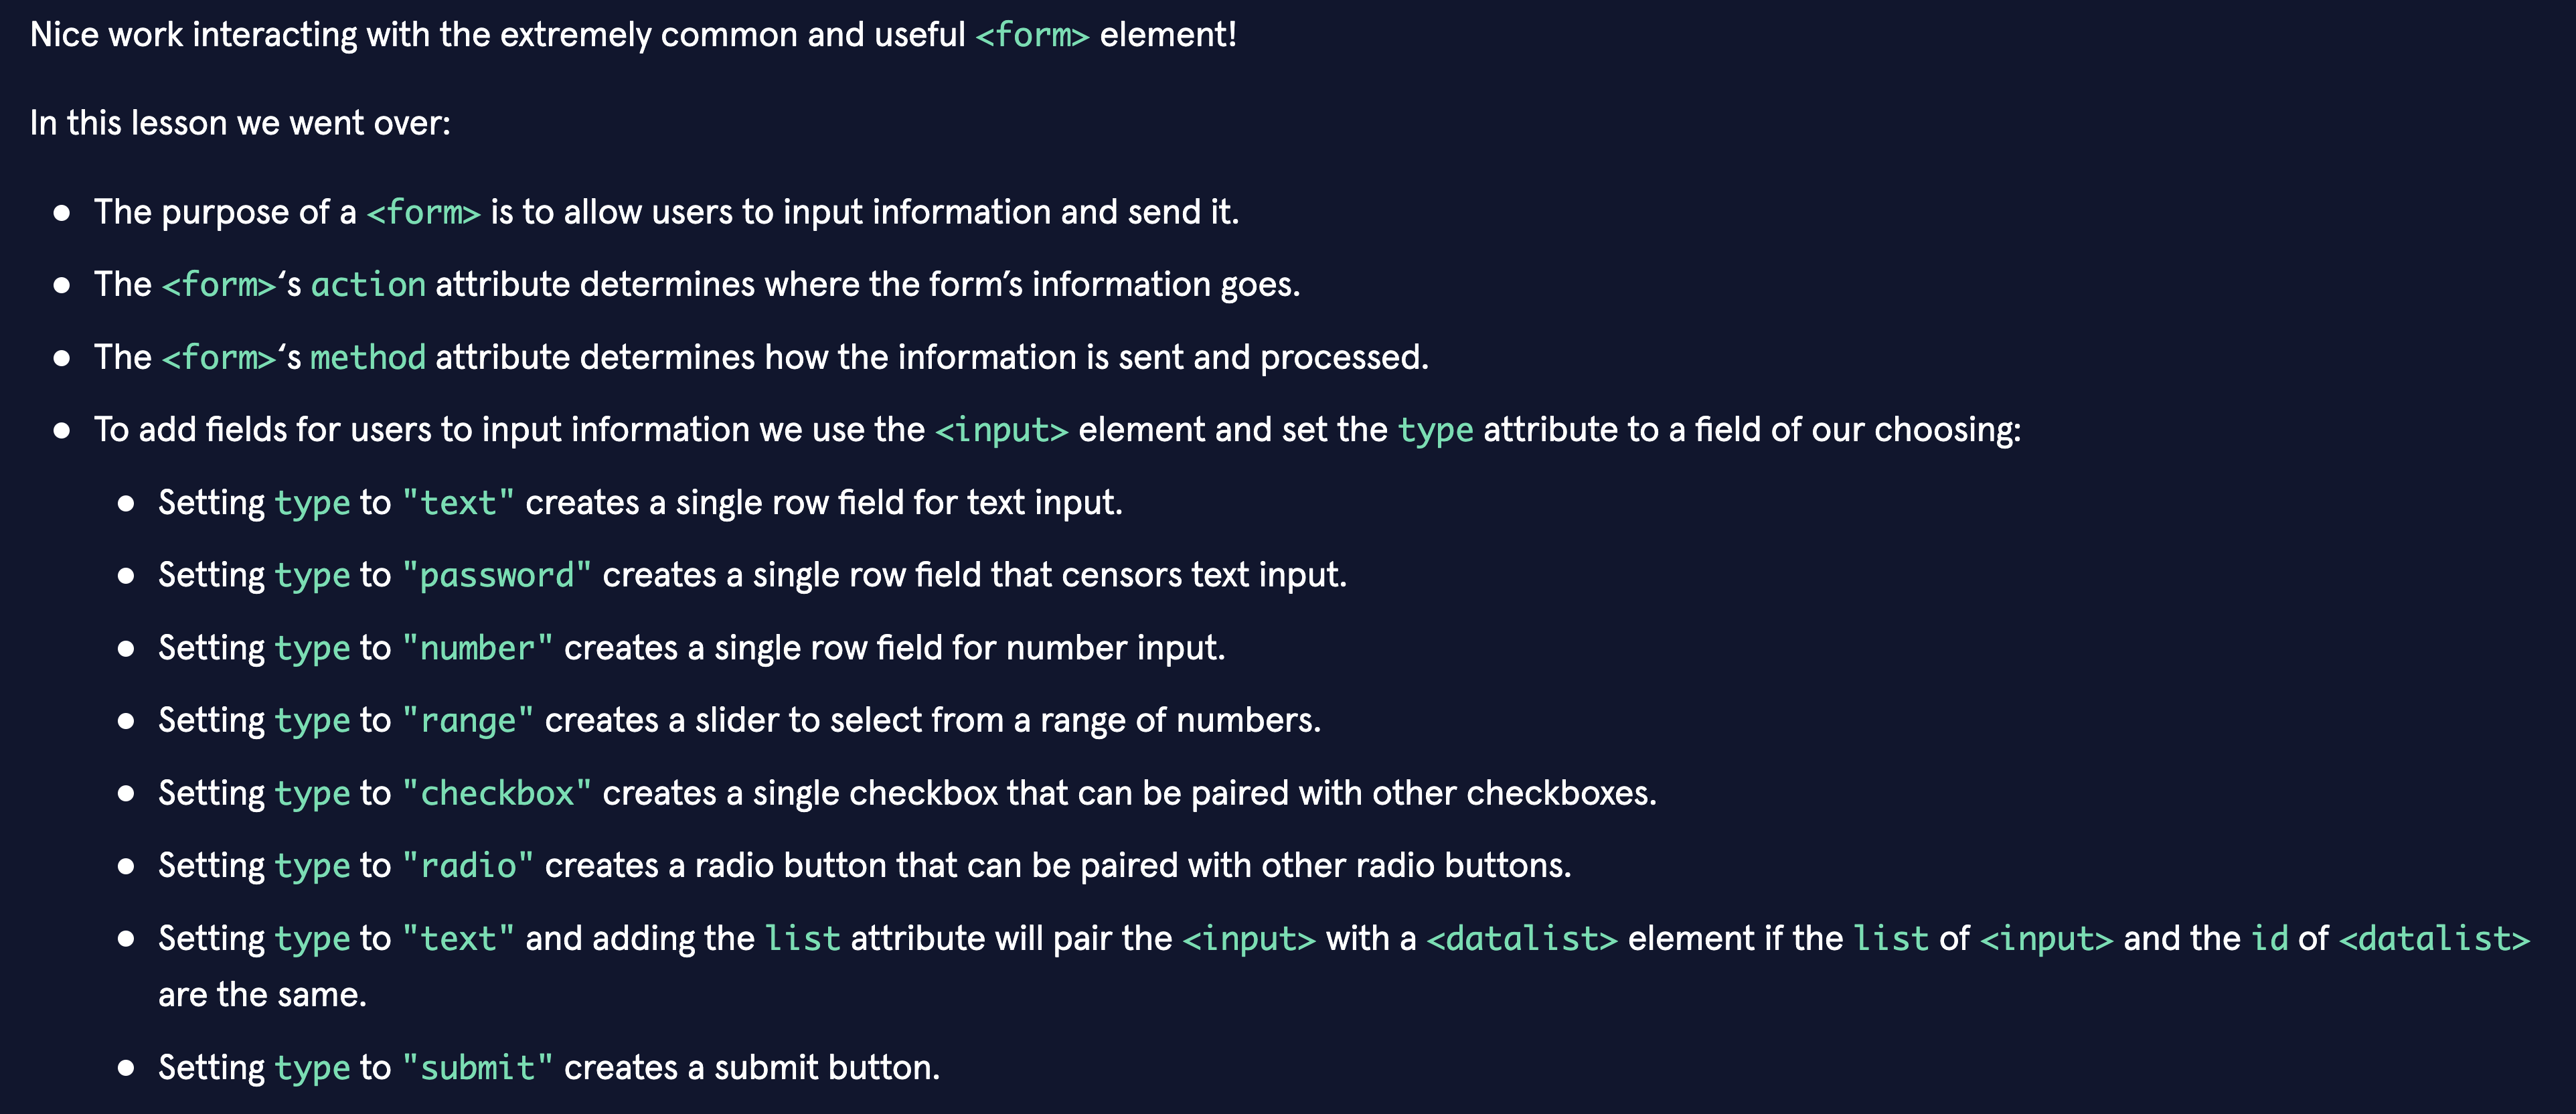 Nice work interacting with the extremely common and useful <form> element!
In this lesson we went over:
● The purpose of a <form> is to allow users to input information and send it.
● The <form>‘s action attribute determines where the form’s information goes.
● The <form>‘s method attribute determines how the information is sent and processed.
● To add fields for users to input information we use the <input> element and set the type attribute to a field of our choosing:
● Setting type to "text" creates a single row field for text input.
● Setting type to "password" creates a single row field that censors text input.
● Setting type to "number" creates a single row field for number input.
● Setting type to "range" creates a slider to select from a range of numbers.
● Setting type to "checkbox" creates a single checkbox that can be paired with other checkboxes.
● Setting type to "radio" creates a radio button that can be paired with other radio buttons.
● Setting type to "text" and adding the list attribute will pair the <input> with a <datalist> element if the list of <input> and the id of <datalist>
are the same.
● Setting type to "submit" creates a submit button.